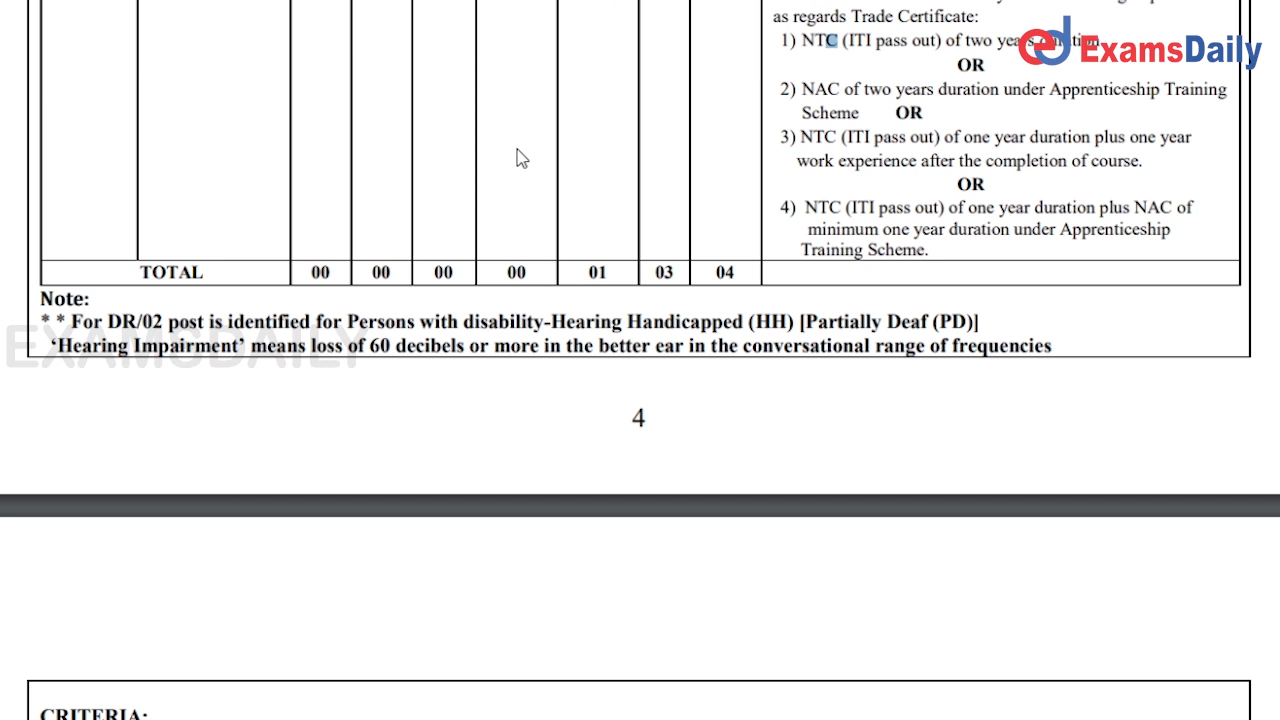 as regards Trade Certificate:
1) NTC (ITI pass out) of two years duration
OR
2) NAC of two years duration under Apprenticeship Training
Scheme OR
3) NTC (ITI pass out) of one year duration plus one year
work experience after the completion of course.
OR
4) NTC (ITI pass out) of one year duration plus NAC of
minimum one year duration under Apprenticeship
Training Scheme.
TOTAL 00 00 00 00 01 03 04
Note:
* * For DR/02 post is identified for Persons with disability-Hearing Handicapped (HH) [Partially Deaf (PD)]
‘Hearing Impairment’ means loss of 60 decibels or more in the better ear in the conversational range of frequencies
4
CRITERIA:
ed ExamsDaily
EXAMSDAILY